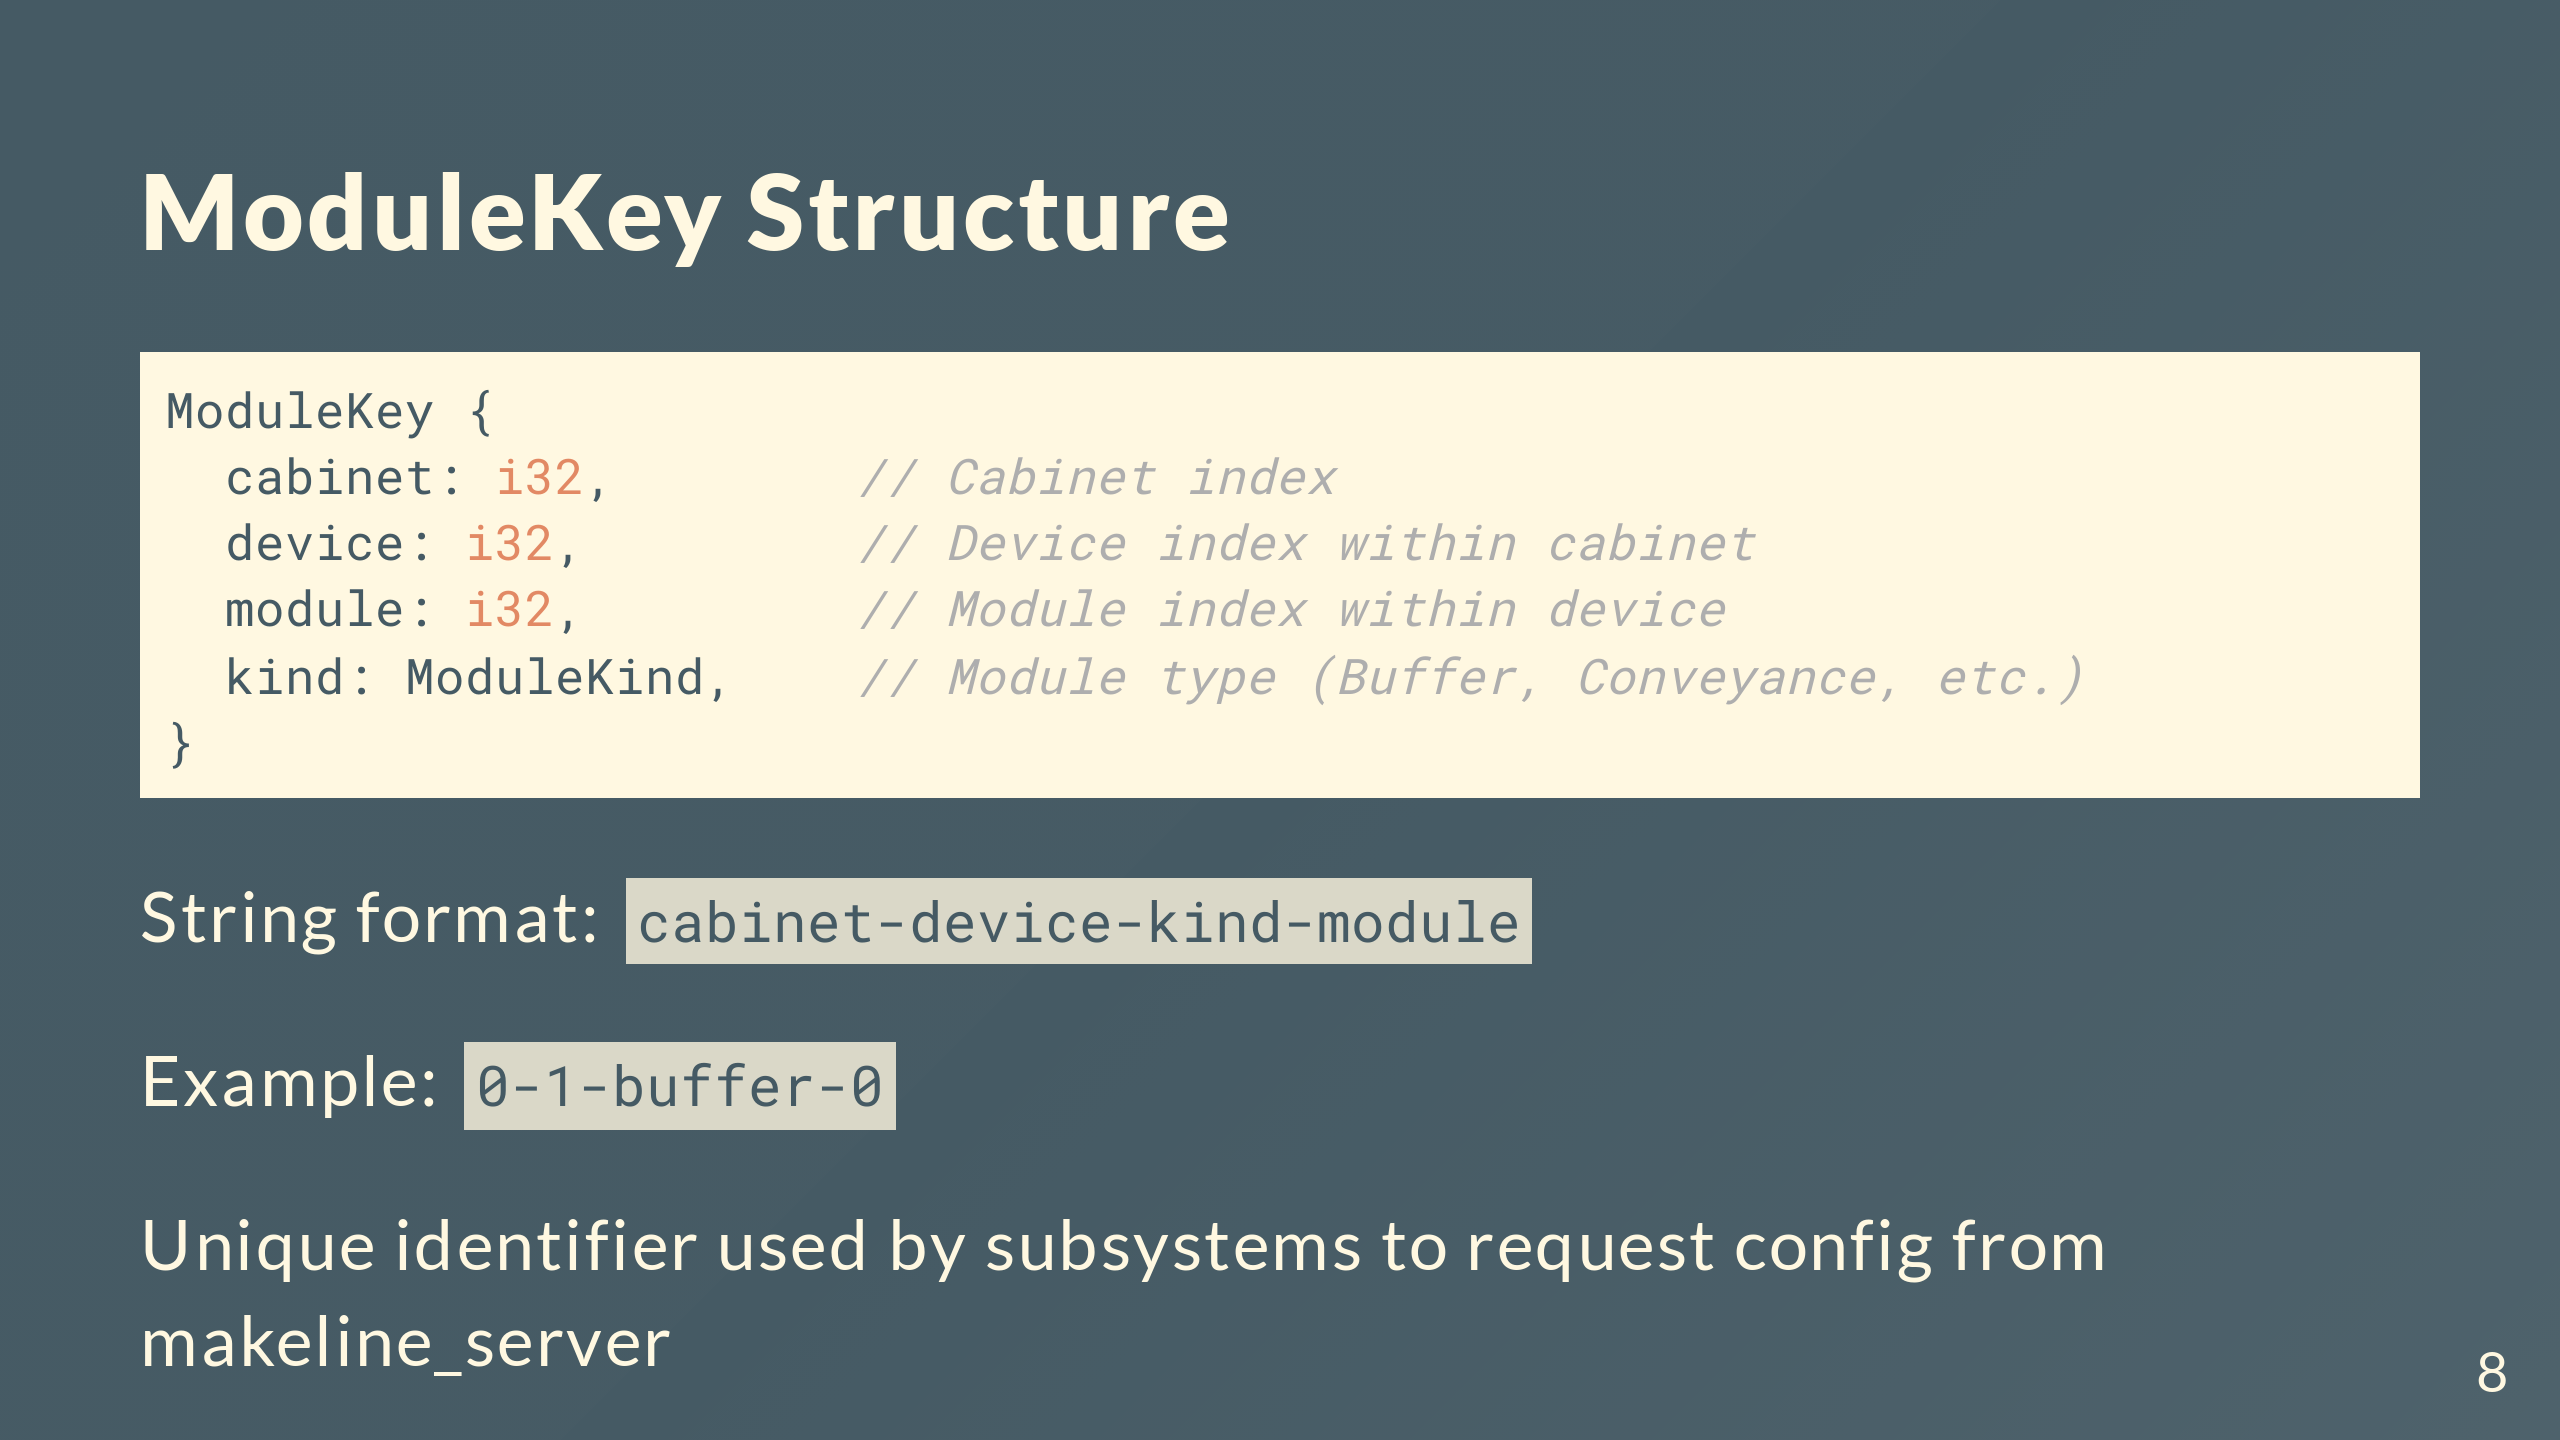 ModuleKey Structure
ModuleKey {
  cabinet: i32,        // Cabinet index
  device: i32,         // Device index within cabinet
  module: i32,         // Module index within device
  kind: ModuleKind,    // Module type (Buffer, Conveyance, etc.)
}
String format: cabinet-device-kind-module
Example: 0-1-buffer-0
Unique identifier used by subsystems to request config from
makeline_server
8